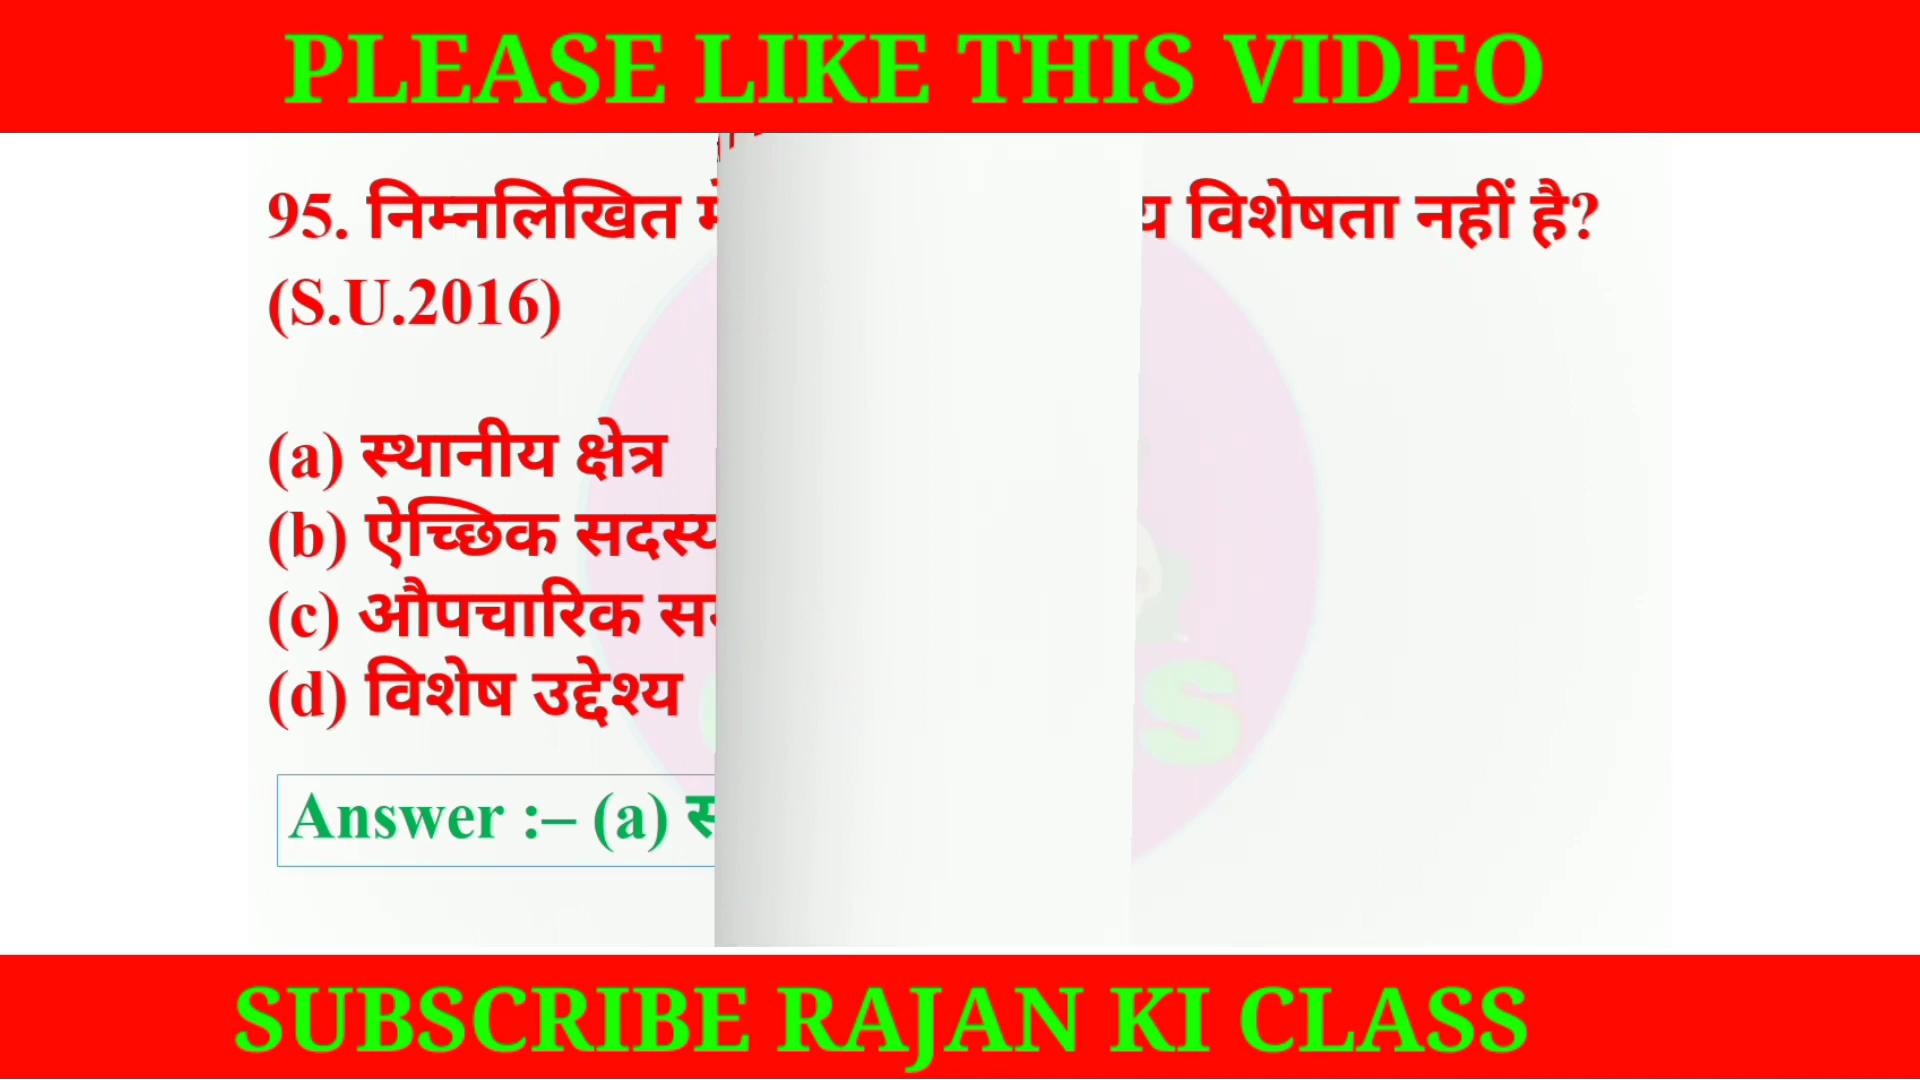 PLEASE LIKE THIS VIDEO
95. निम्नलिखित विशेषता नहीं है?
(S.U.2016)
(a) स्थानीय क्षेत्र
(b) ऐच्छिक
(c) औपचारिक
(d) विशेष उद्देश्य
Answer :– (a)
SUBSCRIBE RAJAN KI CLASS